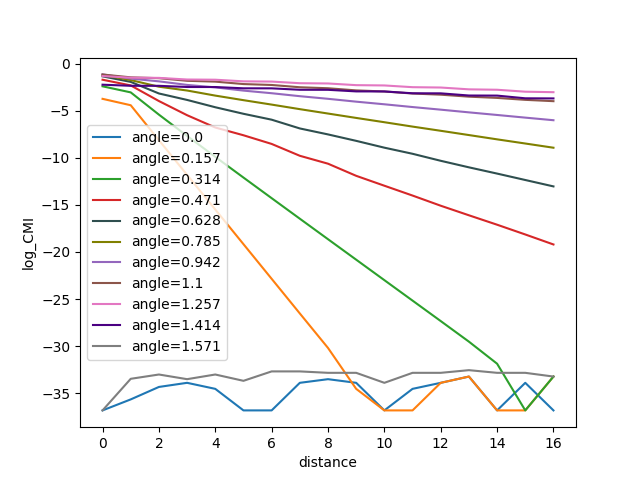 0
−5
−10
−15
−20
−25
−30
−35
log_CMI
angle=0.0
angle=0.157
angle=0.314
angle=0.471
angle=0.628
angle=0.785
angle=0.942
angle=1.1
angle=1.257
angle=1.414
angle=1.571
0 2 4 6 8 10 12 14 16
distance